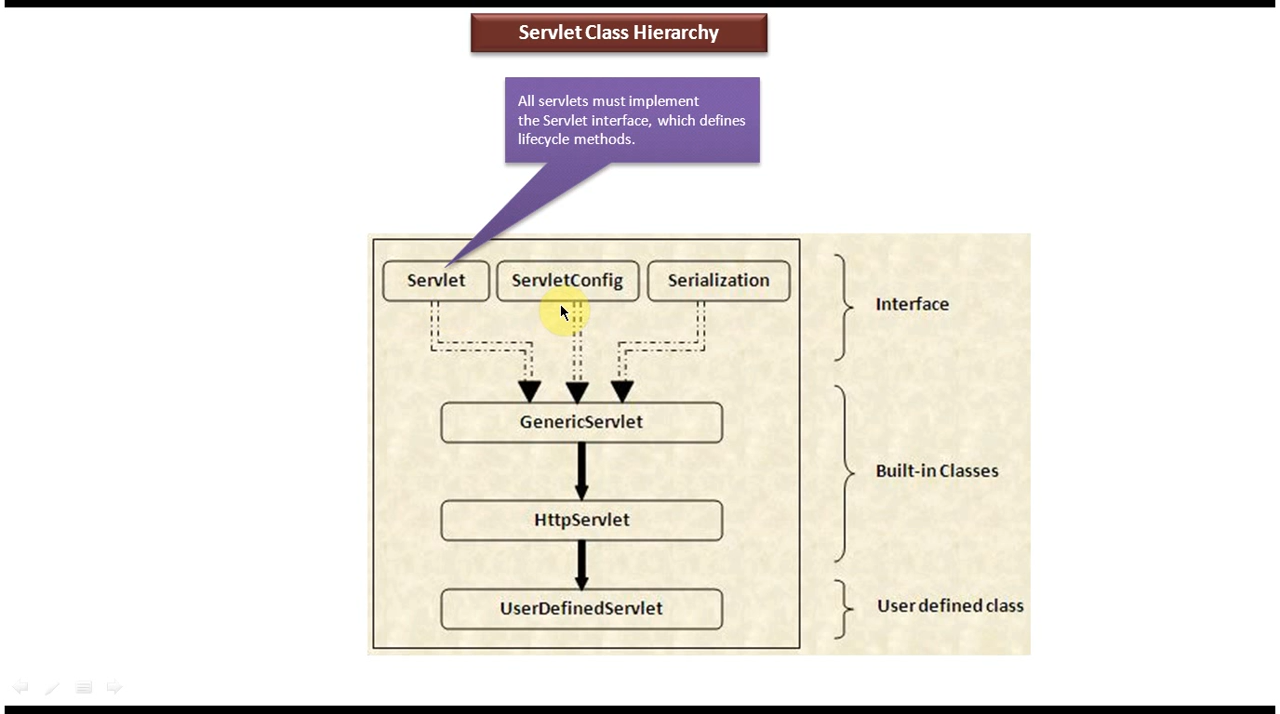 Servlet Class Hierarchy
All servlets must implement
the Servlet interface, which defines
lifecycle methods.
Servlet
ServletConfig
Serialization
Interface
GenericServlet
Built-in Classes
HttpServlet
UserDefinedServlet
User defined class